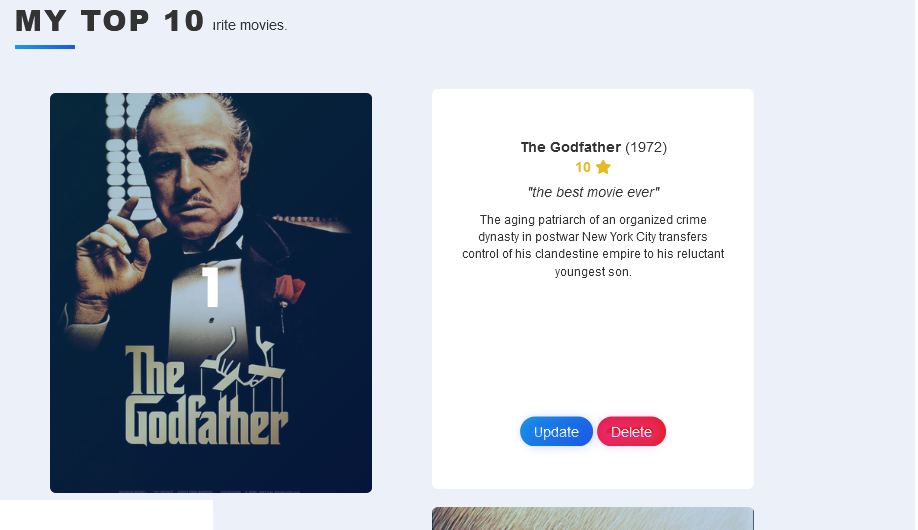 MY TOP 10
rite movies.
1
The
Godfather
The Godfather (1972)
10
"the best movie ever"
The aging patriarch of an organized crime
dynasty in postwar New York City transfers
control of his clandestine empire to his reluctant
youngest son.
Update Delete